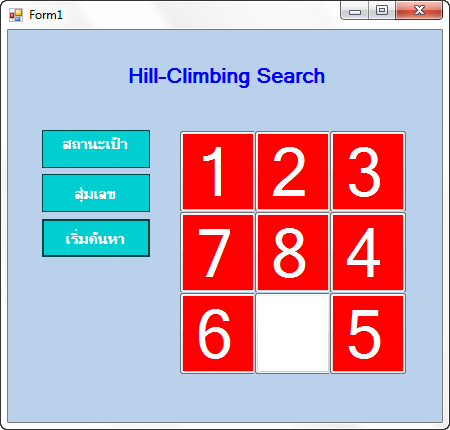 Form1
Hill-Climbing Search
สถานะเป้า
สุ่มเลข
เริ่มค้นหา
1 2 3
7 8 4
6 5